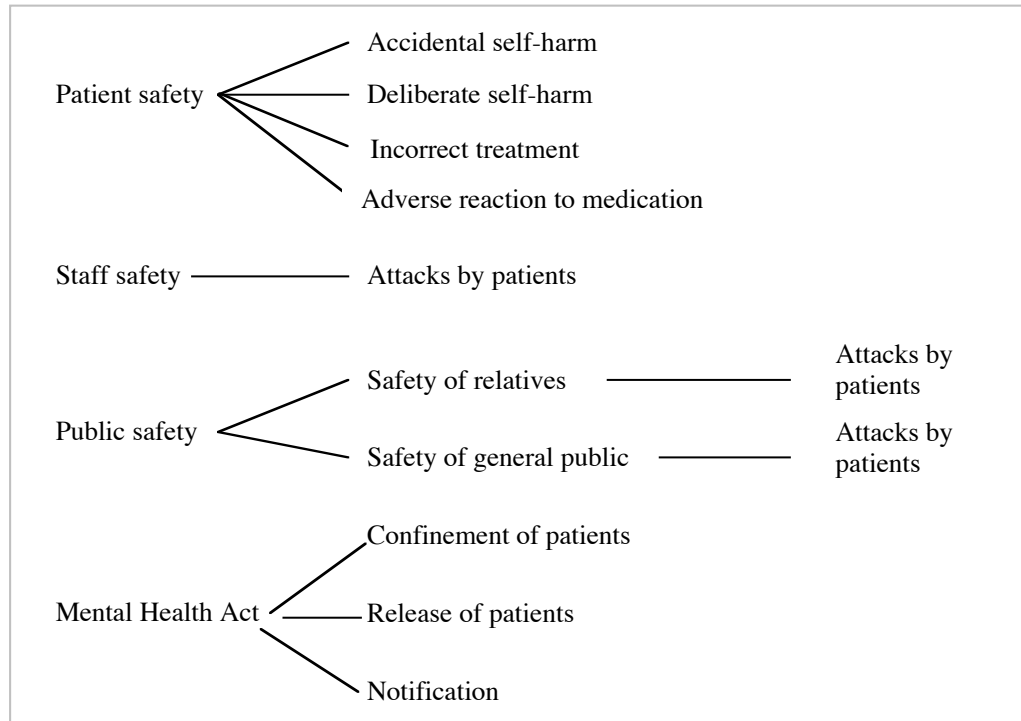 Accidental self-harm
Patient safety
Deliberate self-harm
Incorrect treatment
Adverse reaction to medication
Staff safety
Attacks by patients
Attacks by
patients
Safety of relatives
Public safety
Attacks by
patients
Safety of general public
Confinement of patients
Mental Health Act
Release of patients
Notification